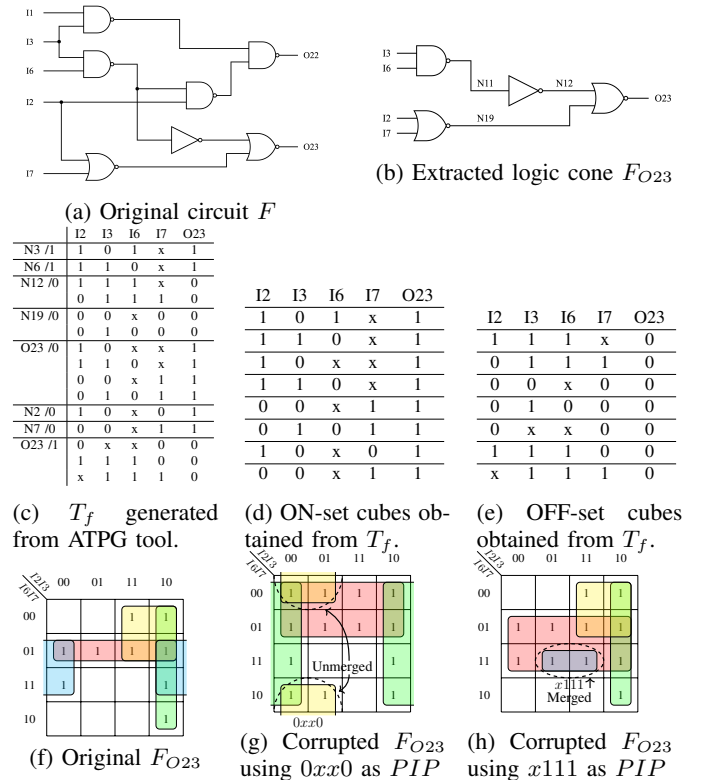 I1
I3
I6
I2
I7
O22
O23
(a) Original circuit F
I3
I6
N11
N12
I2
I7
N19
O23
(b) Extracted logic cone F_O23
I2 I3 I6 I7 O23
N3 /1 1 0 1 x 1
N6 /1 1 1 0 x 1
N12 /0 1 1 1 x 0
0 1 1 1 0
N19 /0 0 0 x 0 0
0 1 0 0 0
O23 /0 1 0 x x 1
1 1 0 x 1
0 0 x 1 1
0 1 0 1 1
N2 /0 1 0 x 0 1
N7 /0 0 0 x 1 1
O23 /1 0 x x 0 0
1 1 1 0 0
x 1 1 1 0
(c) T_f generated
from ATPG tool.
I2 I3 I6 I7 O23
1 0 1 x 1
1 1 0 x 1
1 0 x x 1
1 1 0 x 1
0 0 x 1 1
0 1 0 1 1
1 0 x 0 1
0 0 x 1 1
(d) ON-set cubes ob-
tained from T_f.
I2 I3 I6 I7 O23
1 1 1 x 0
0 1 1 1 0
0 0 x 0 0
0 1 0 0 0
0 x x 0 0
1 1 1 0 0
x 1 1 1 0
(e) OFF-set cubes
obtained from T_f.
I2I3
I6I7
00 01 11 10
00 1 1
01 1 1 1 1
11 1 1
10 1
(f) Original F_O23
I2I3
I6I7
00 01 11 10
00 1 1 1 1
01 1 1 1 1
11 1 1
Unmerged
10 1 1 1
0xx0
(g) Corrupted F_O23
using 0xx0 as PIP
I2I3
I6I7
00 01 11 10
00 1 1
01 1 1 1 1
11 1 1 1 1
x111
Merged
10 1
(h) Corrupted F_O23
using x111 as PIP